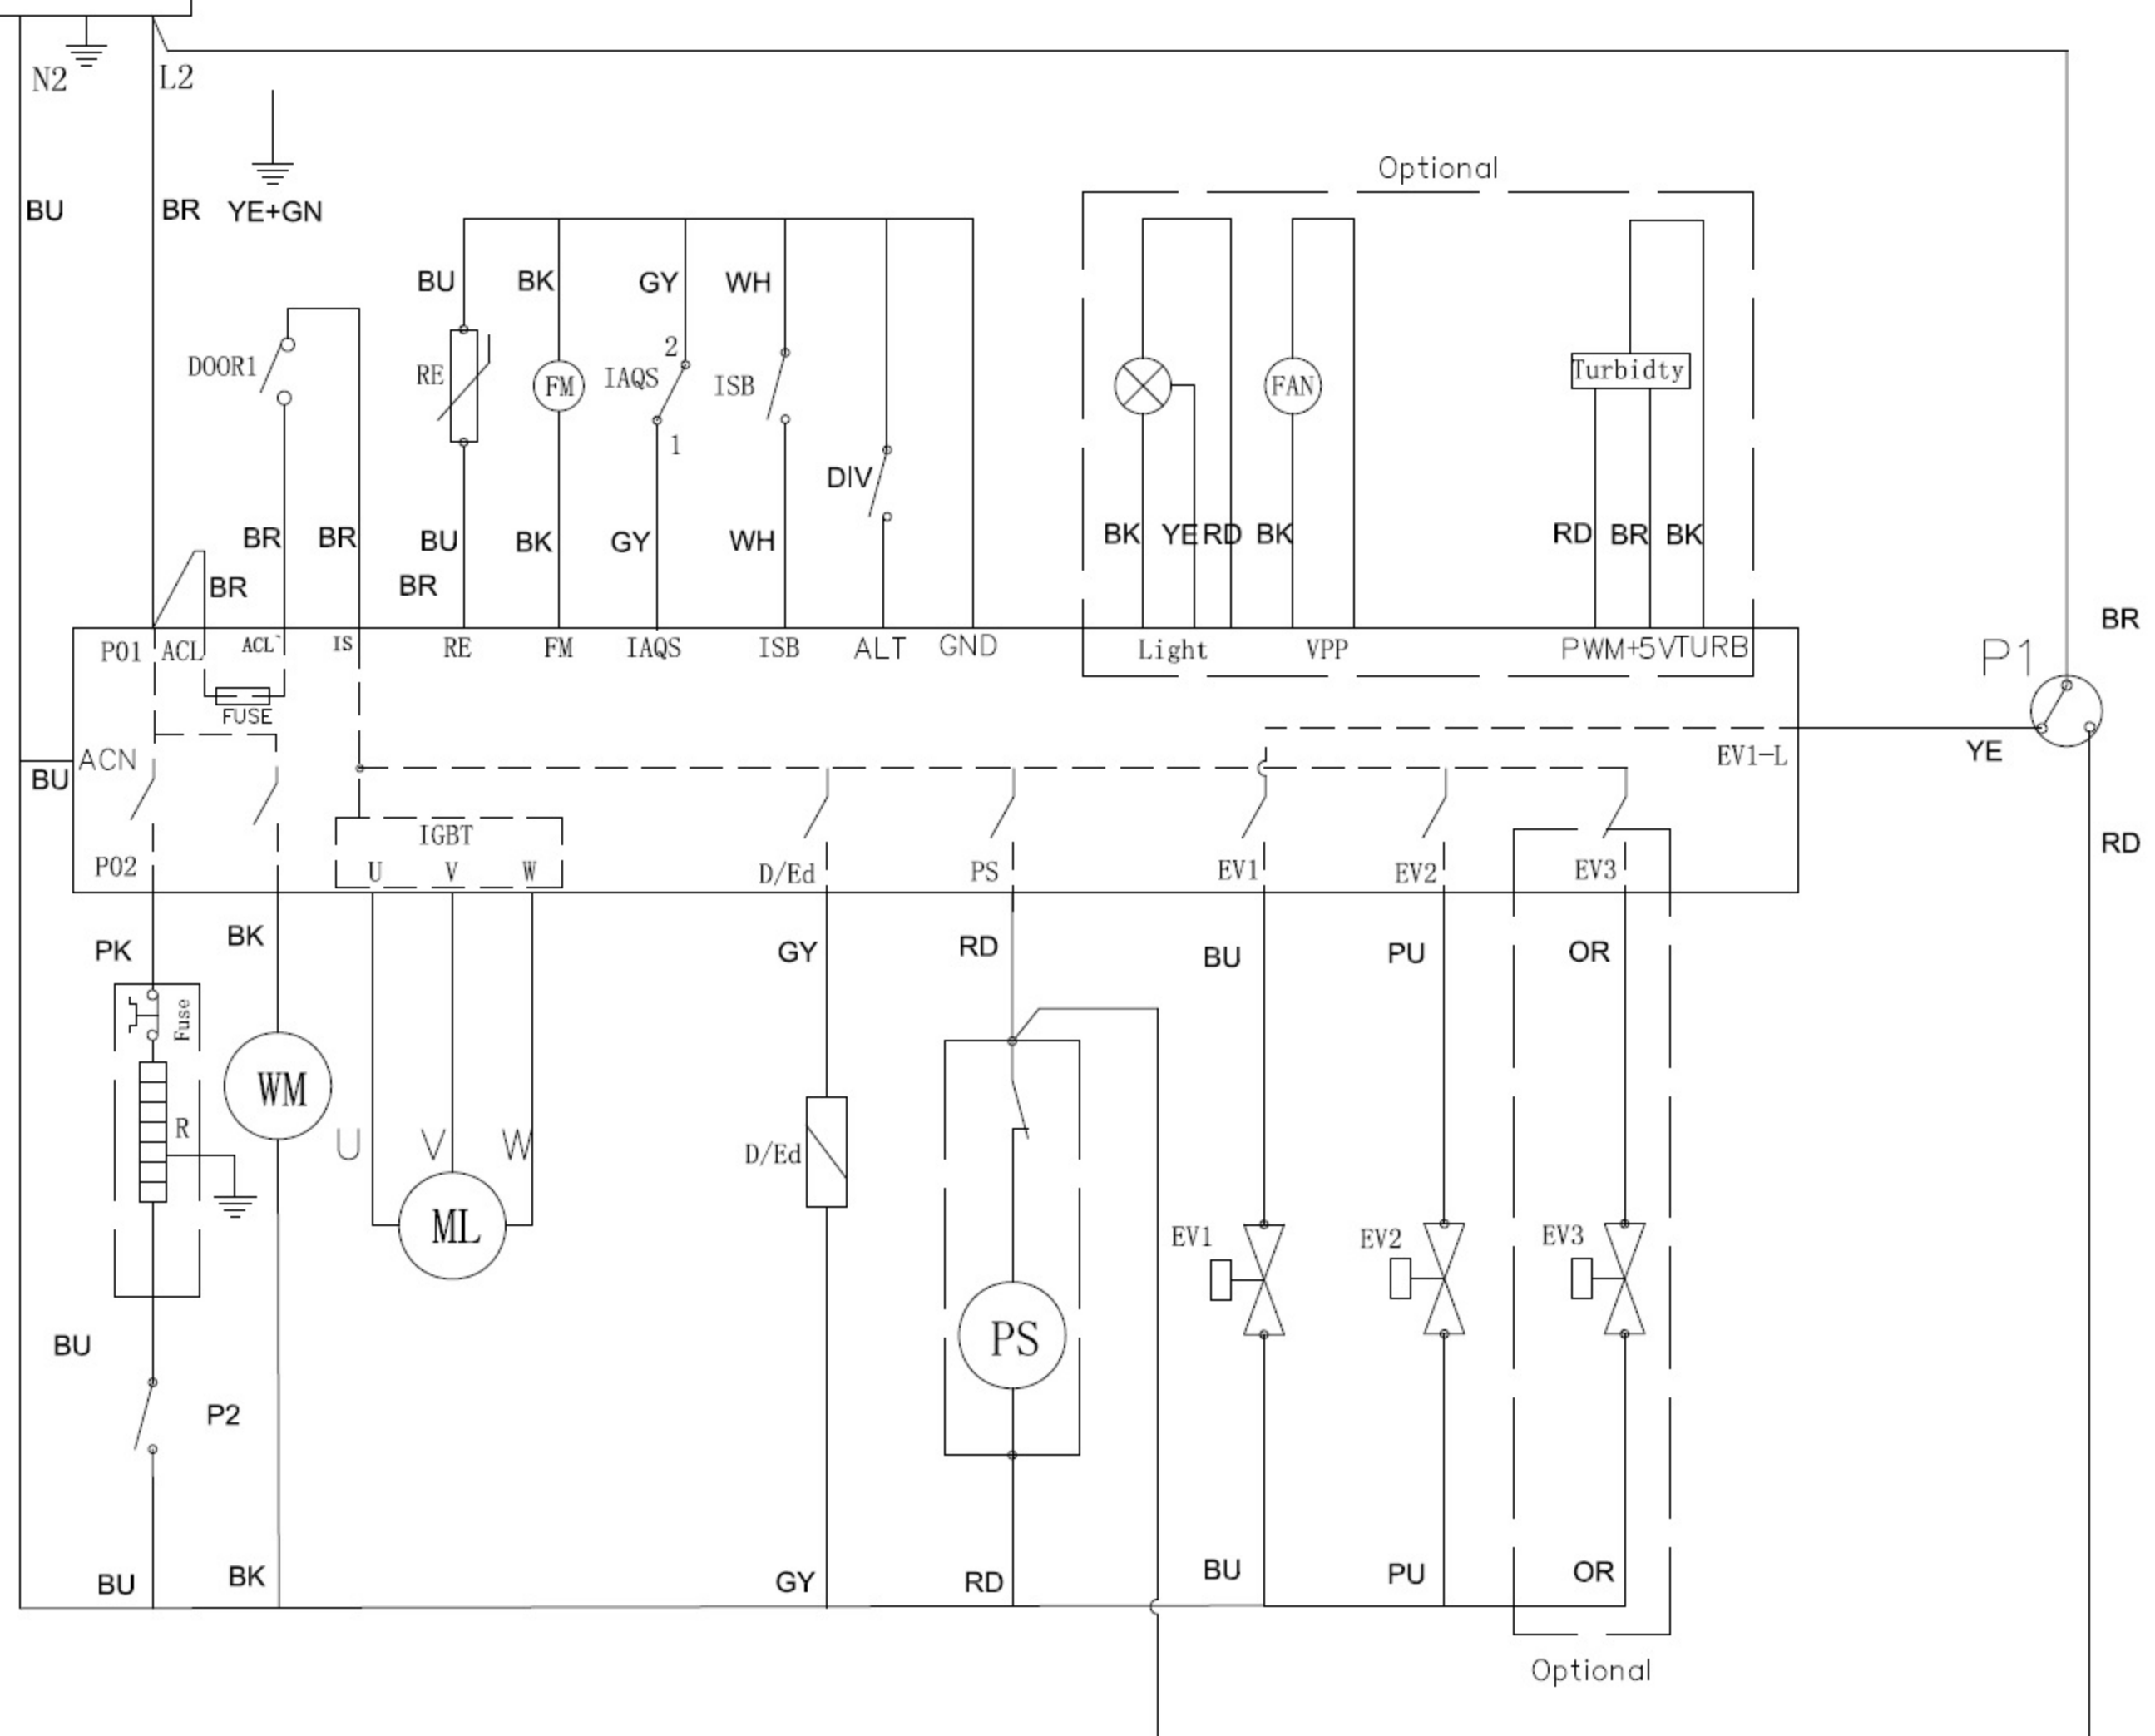 N2 L2
Optional
BU BR YE+GN
BU BK GY WH
2
DOOR1 RE FM IAQS ISB FAN Turbidty
1
DIV
BR BR BU BK GY WH BK YE RD BK RD BR BK
BR BR
BR
P01 ACL ACL` IS RE FM IAQS ISB ALT GND Light VPP PWM+5VTURB P1
FUSE
ACN EV1-L YE
BU
IGBT
RD
P02 U V W D/Ed PS EV1 EV2 EV3
PK BK GY RD BU PU OR
Fuse
WM
R U V W D/Ed
ML EV1 EV2 EV3
BU PS
P2
BU BK GY RD BU PU OR
Optional